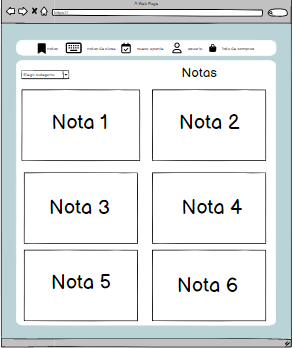 A Web Page
https://
notas
notas de clase
nuevo apunte
usuario
lista de compras
Elegir categoria
Notas
Nota 1
Nota 2
Nota 3
Nota 4
Nota 5
Nota 6